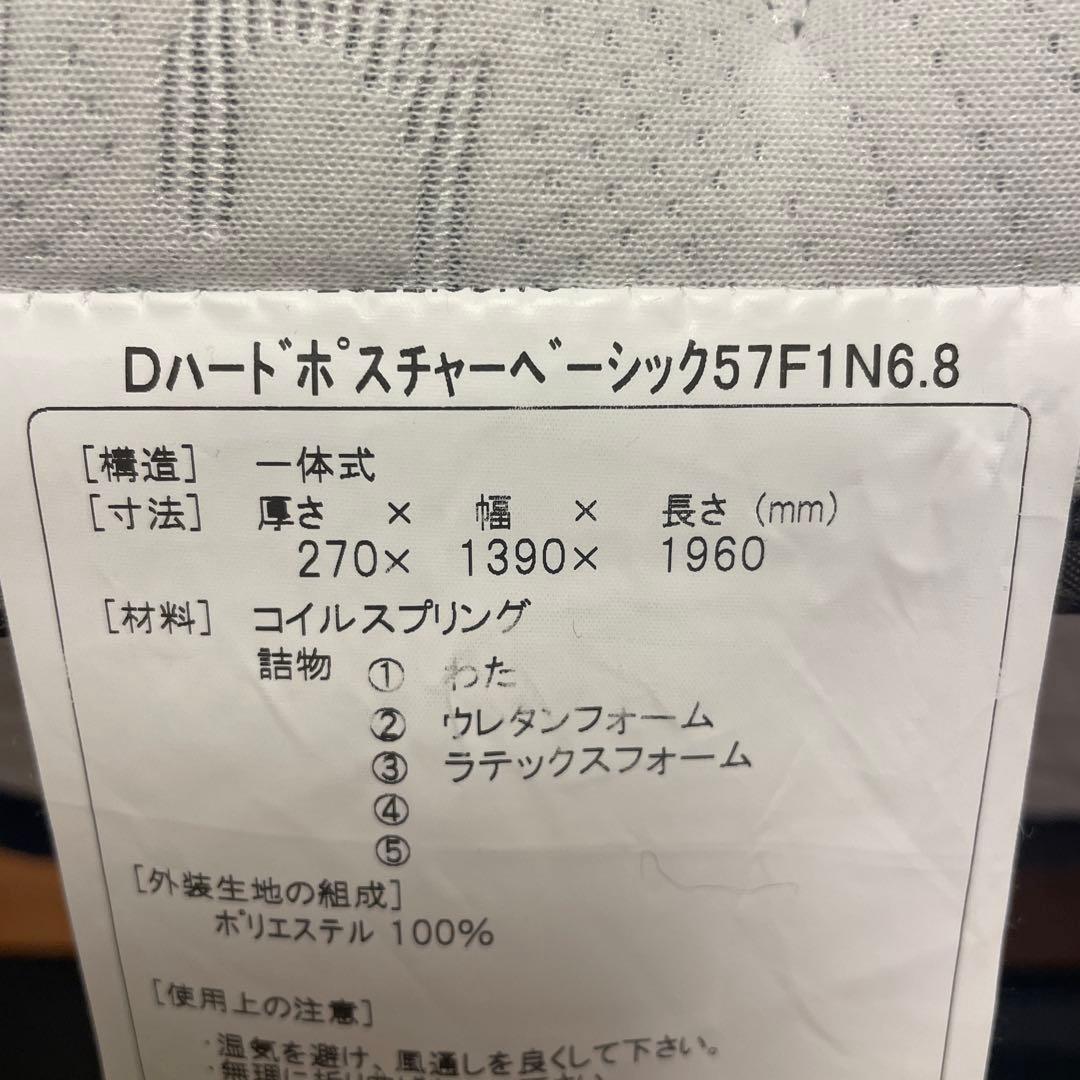 Dハードポスチャーベーシック57F1N6.8
[構造] 一体式
[寸法] 厚さ × 幅 × 長さ (mm)
270× 1390× 1960
[材料] コイルスプリング
詰物 ① わた
② ウレタンフォーム
③ ラテックスフォーム
④
⑤
[外装生地の組成]
ポリエステル 100%
[使用上の注意]
・湿気を避け、風通しを良くして下さい。